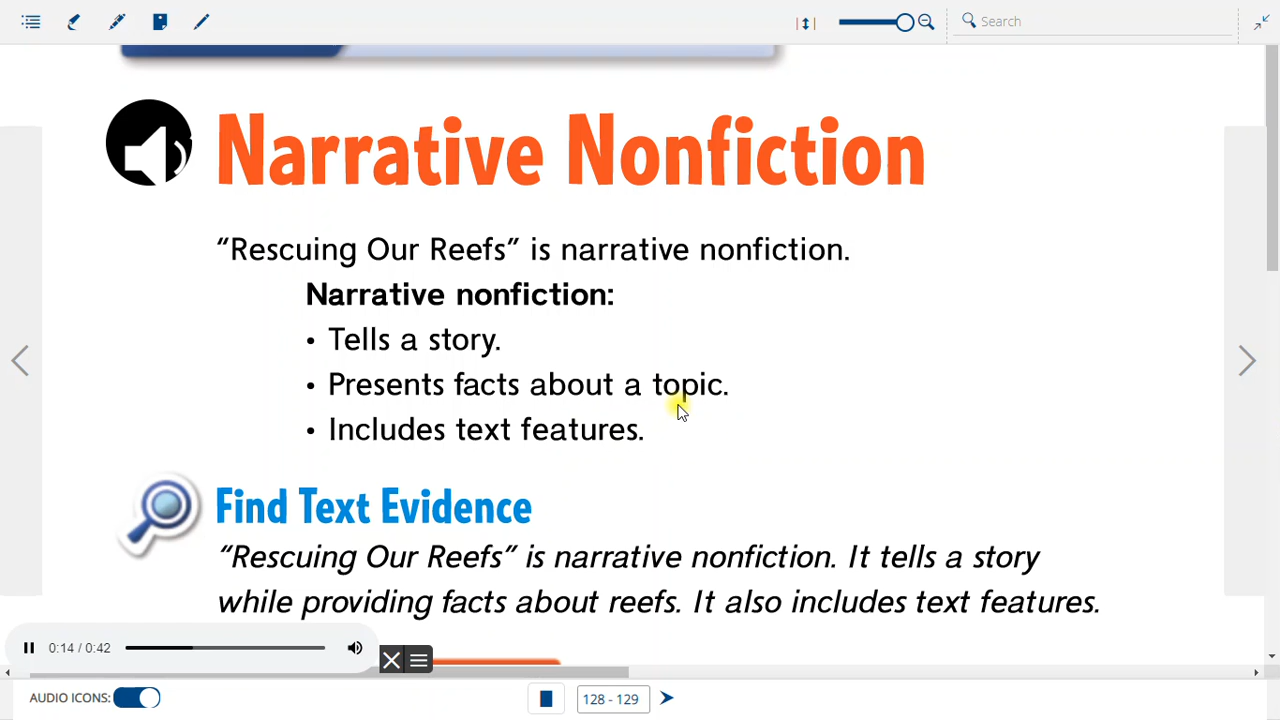 Search
Narrative Nonfiction
“Rescuing Our Reefs” is narrative nonfiction.
Narrative nonfiction:
• Tells a story.
• Presents facts about a topic.
• Includes text features.
Find Text Evidence
“Rescuing Our Reefs” is narrative nonfiction. It tells a story
while providing facts about reefs. It also includes text features.
0:14 / 0:42
AUDIO ICONS:
128 - 129